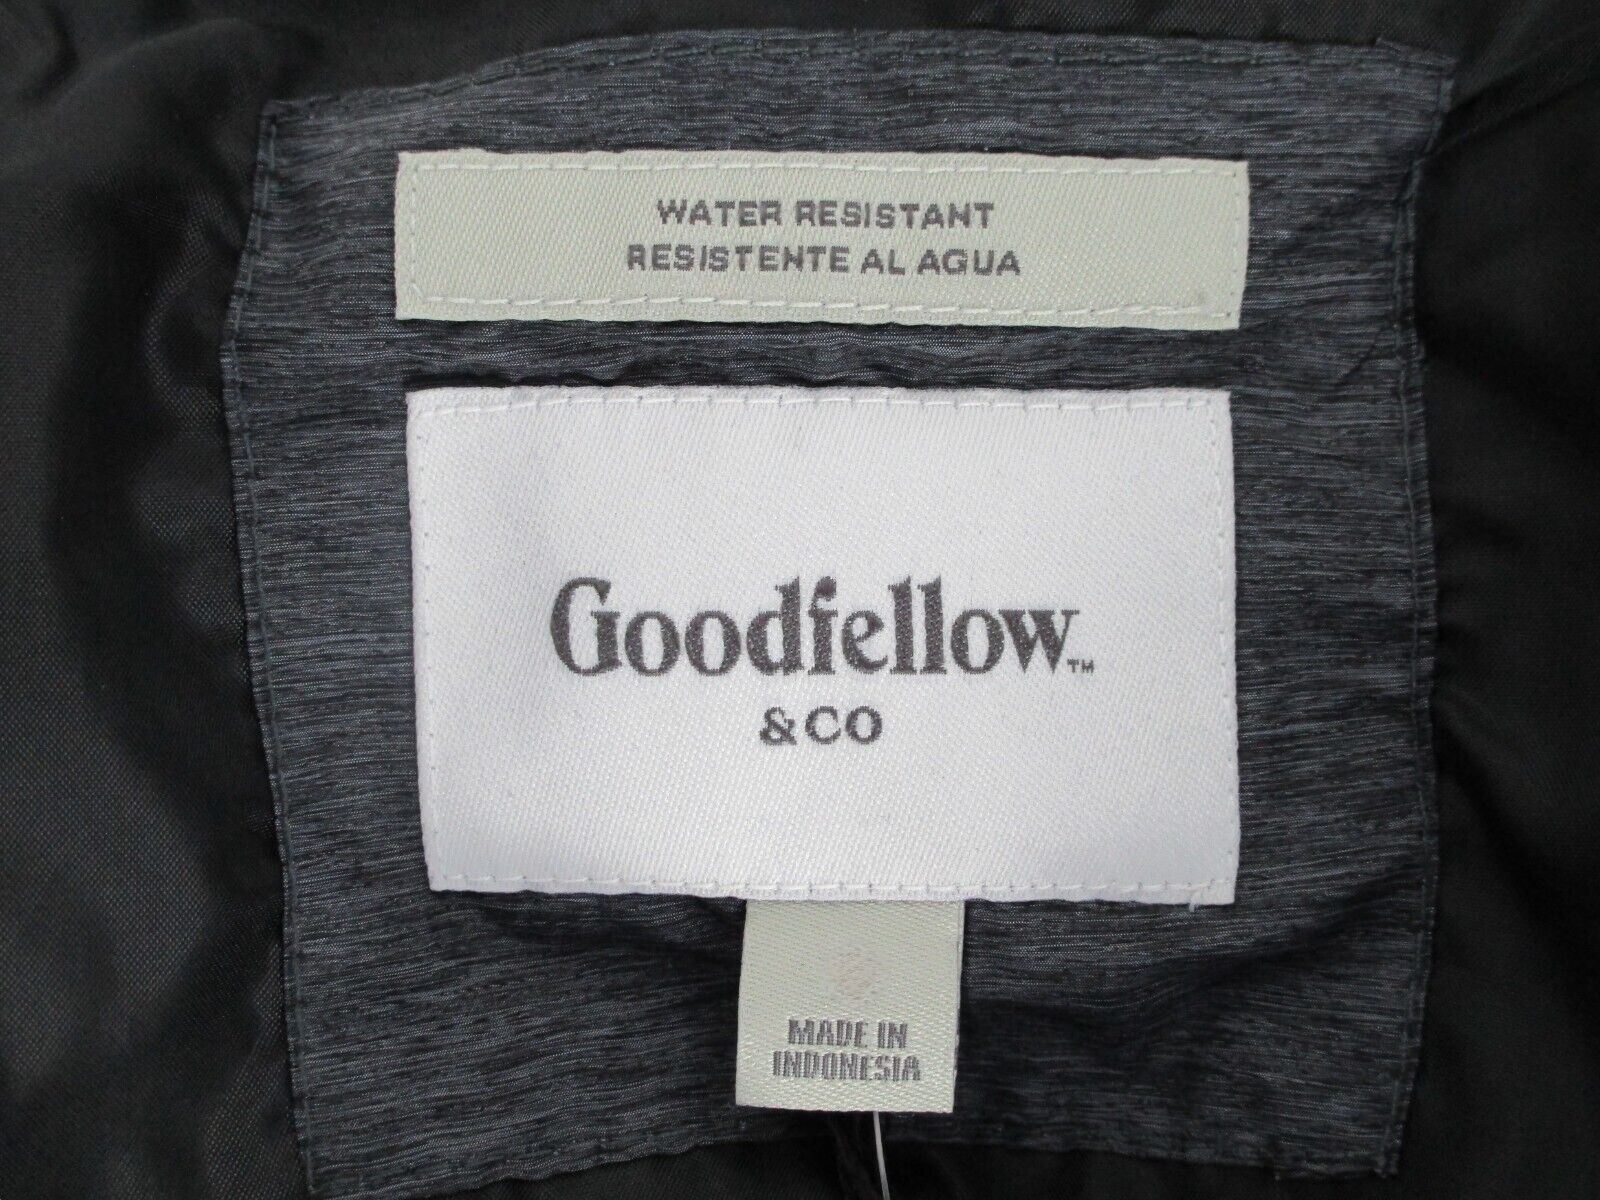 WATER RESISTANT
RESISTENTE AL AGUA
Goodfellow™
& CO
MADE IN
INDONESIA